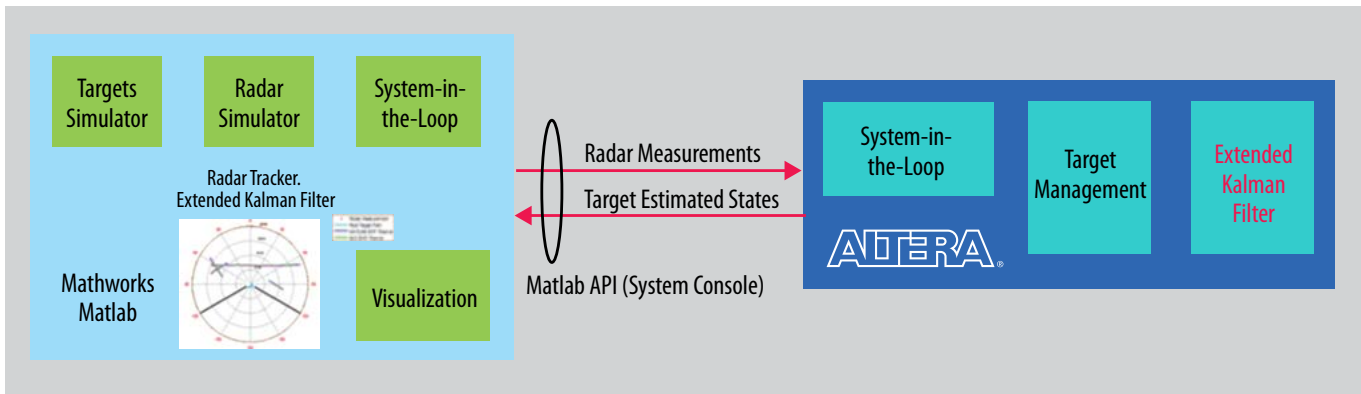 Targets
Simulator
Radar
Simulator
System-in-
the-Loop
Radar Tracker.
Extended Kalman Filter
Mathworks
Matlab
Visualization
Radar Measurements
Target Estimated States
Matlab API (System Console)
System-in-
the-Loop
Target
Management
Extended
Kalman
Filter
ALTERA®